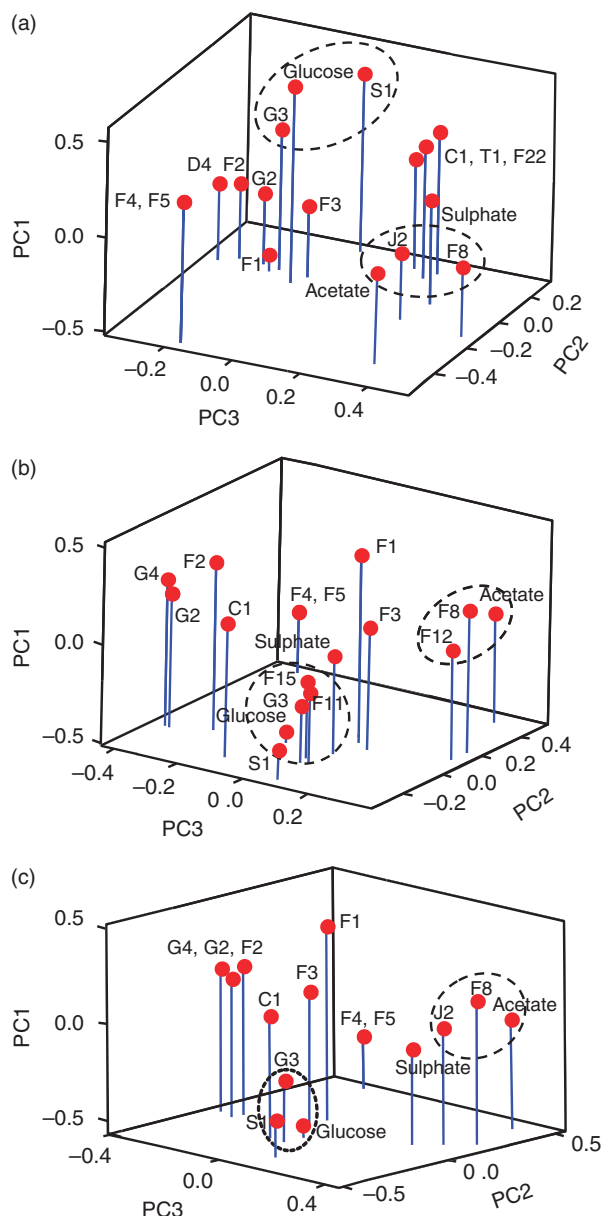 (a)
Glucose
S1
G3
C1, T1, F22
0.5
D4 F2
G2
F4, F5
F3
Sulphate
PC1
0.0
J2
F8
F1
Acetate
0.2
0.0
–0.2
–0.4
PC2
–0.5
–0.2
0.0
0.2
0.4
PC3
(b)
0.5
F1
F2
G4
G2
C1
F4, F5
F3
Acetate
F8
F12
Sulphate
PC1
0.0
F15
G3
F11
Glucose
S1
–0.5
0.4
0.2
0.0
–0.2
PC2
–0.4
–0.2
0.0
0.2
PC3
(c)
0.5
F1
G4, G2, F2
F3
F8
Acetate
C1
J2
F4, F5
PC1
0.0
Sulphate
G3
S1
Glucose
–0.5
–0.4
0.0
0.4
PC3
–0.5
0.0
0.5
PC2